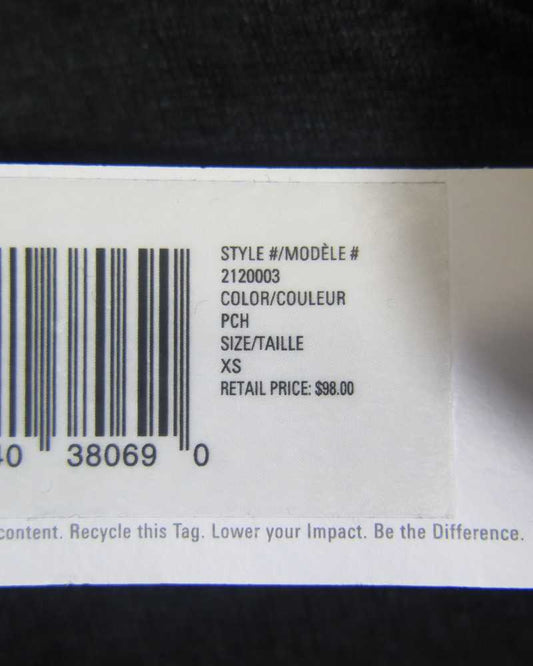 STYLE #/MODÈLE #
2120003
COLOR/COULEUR
PCH
SIZE/TAILLE
XS
RETAIL PRICE: $98.00
40 38069 0
content. Recycle this Tag. Lower your Impact. Be the Difference.